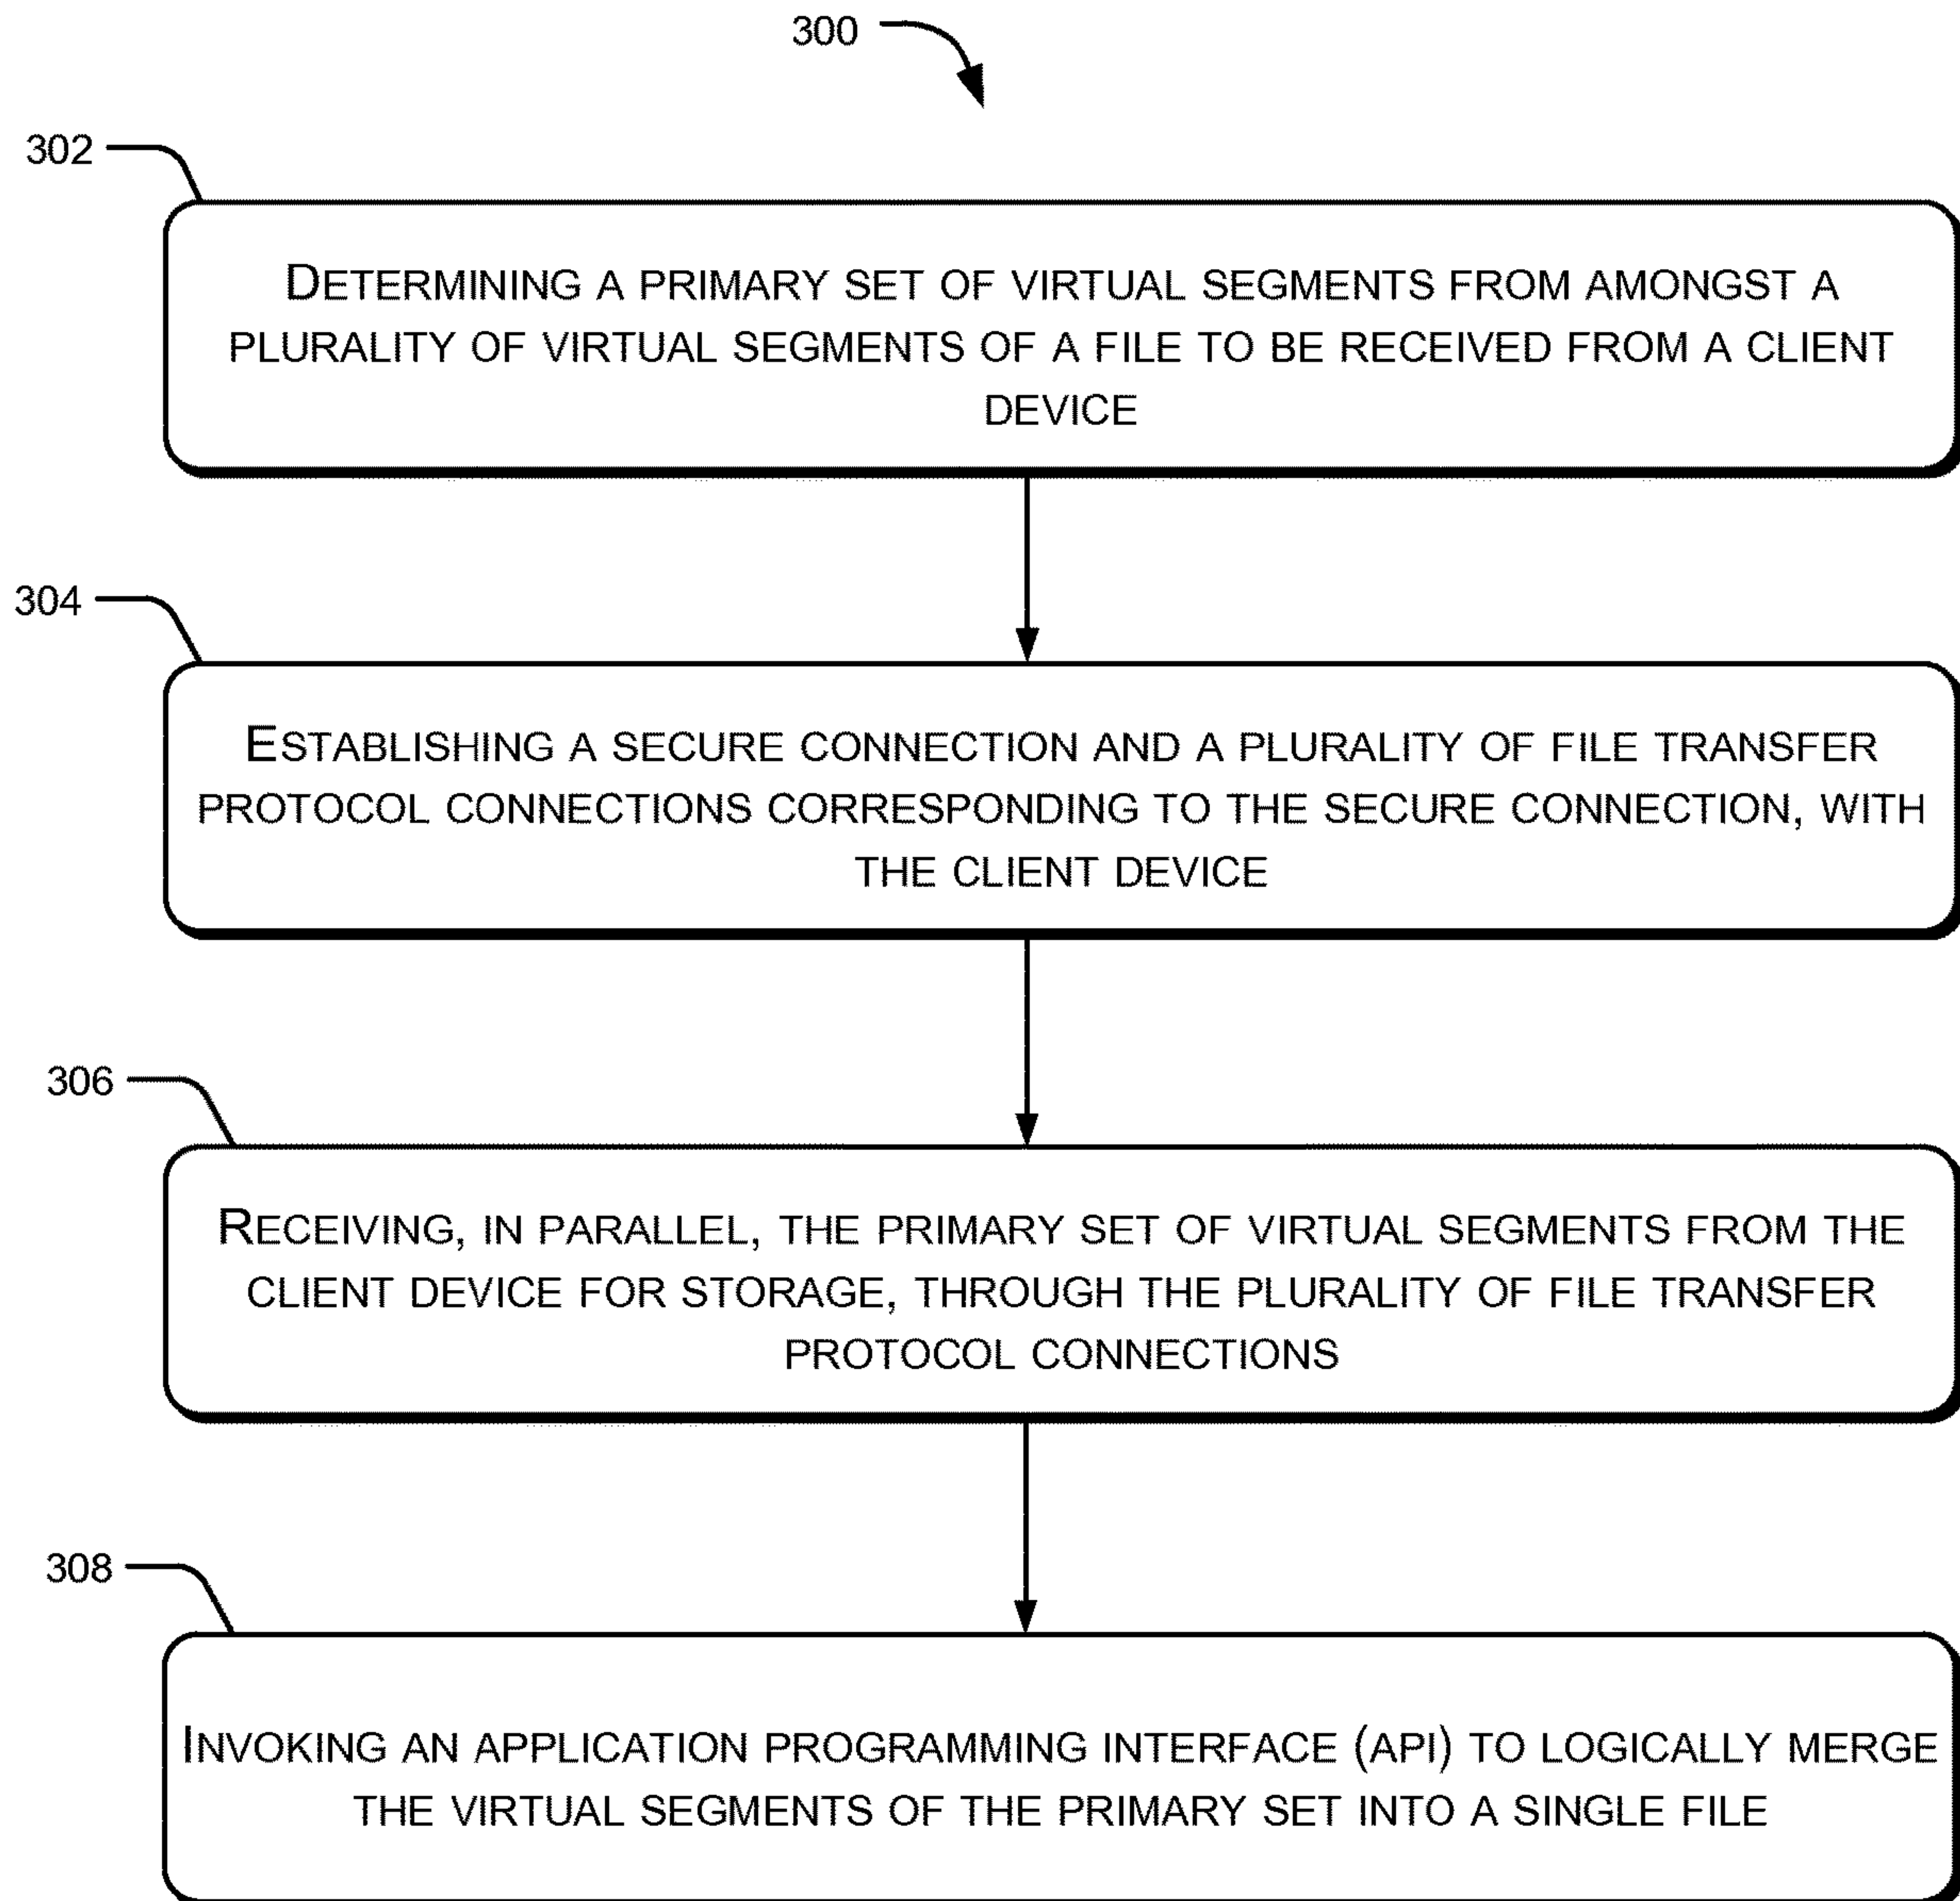 300
302
DETERMINING A PRIMARY SET OF VIRTUAL SEGMENTS FROM AMONGST A
PLURALITY OF VIRTUAL SEGMENTS OF A FILE TO BE RECEIVED FROM A CLIENT
DEVICE
304
ESTABLISHING A SECURE CONNECTION AND A PLURALITY OF FILE TRANSFER
PROTOCOL CONNECTIONS CORRESPONDING TO THE SECURE CONNECTION, WITH
THE CLIENT DEVICE
306
RECEIVING, IN PARALLEL, THE PRIMARY SET OF VIRTUAL SEGMENTS FROM THE
CLIENT DEVICE FOR STORAGE, THROUGH THE PLURALITY OF FILE TRANSFER
PROTOCOL CONNECTIONS
308
INVOKING AN APPLICATION PROGRAMMING INTERFACE (API) TO LOGICALLY MERGE
THE VIRTUAL SEGMENTS OF THE PRIMARY SET INTO A SINGLE FILE